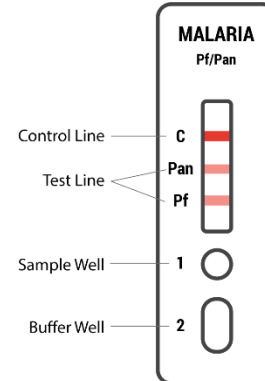 MALARIA
Pf/Pan
Control Line
C
Pan
Test Line
Pf
Sample Well
1
Buffer Well
2